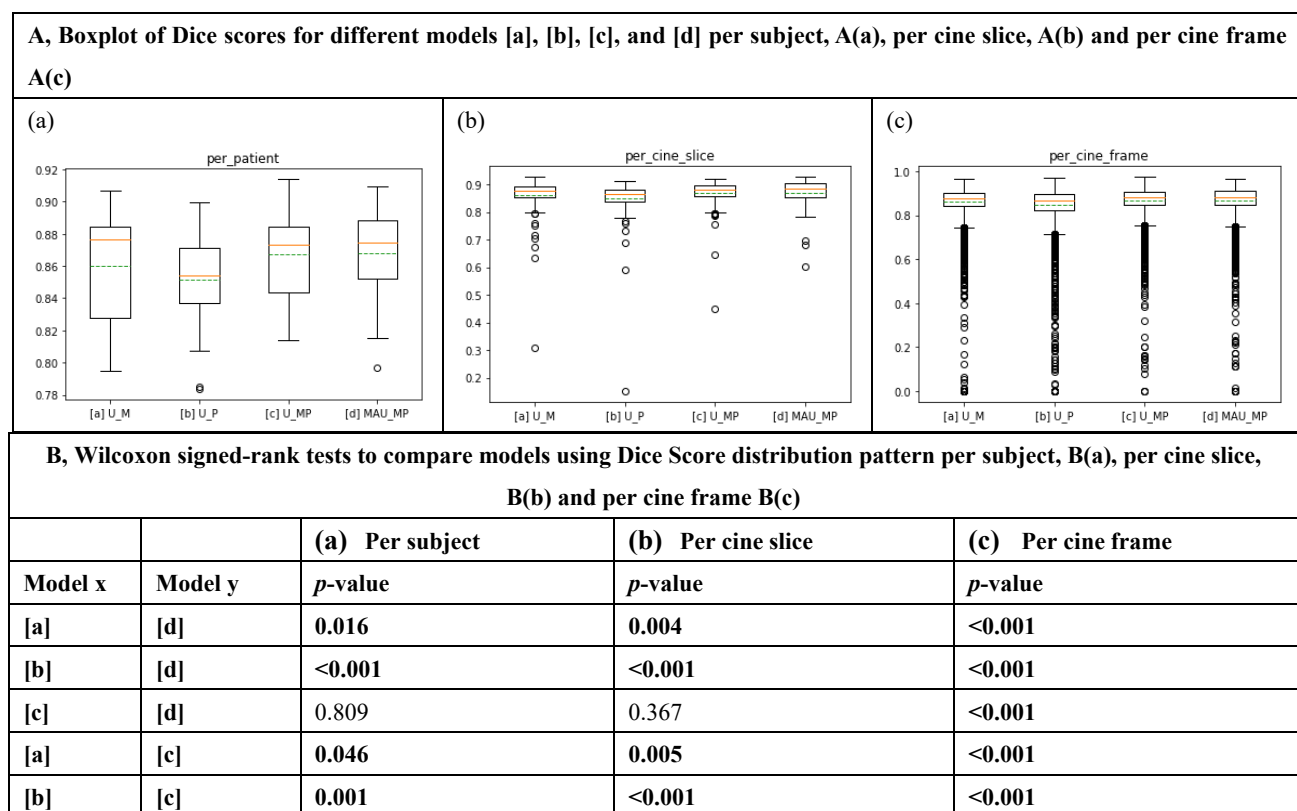 A, Boxplot of Dice scores for different models [a], [b], [c], and [d] per subject, A(a), per cine slice, A(b) and per cine frame
A(c)
(a)
per_patient
0.92
0.90
0.88
0.86
0.84
0.82
0.80
0.78
[a] U_M [b] U_P [c] U_MP [d] MAU_MP
(b)
per_cine_slice
0.9
0.8
0.7
0.6
0.5
0.4
0.3
0.2
[a] U_M [b] U_P [c] U_MP [d] MAU_MP
(c)
per_cine_frame
1.0
0.8
0.6
0.4
0.2
0.0
[a] U_M [b] U_P [c] U_MP [d] MAU_MP
B, Wilcoxon signed-rank tests to compare models using Dice Score distribution pattern per subject, B(a), per cine slice,
B(b) and per cine frame B(c)
(a) Per subject (b) Per cine slice (c) Per cine frame
Model x Model y p-value p-value p-value
[a] [d] 0.016 0.004 <0.001
[b] [d] <0.001 <0.001 <0.001
[c] [d] 0.809 0.367 <0.001
[a] [c] 0.046 0.005 <0.001
[b] [c] 0.001 <0.001 <0.001